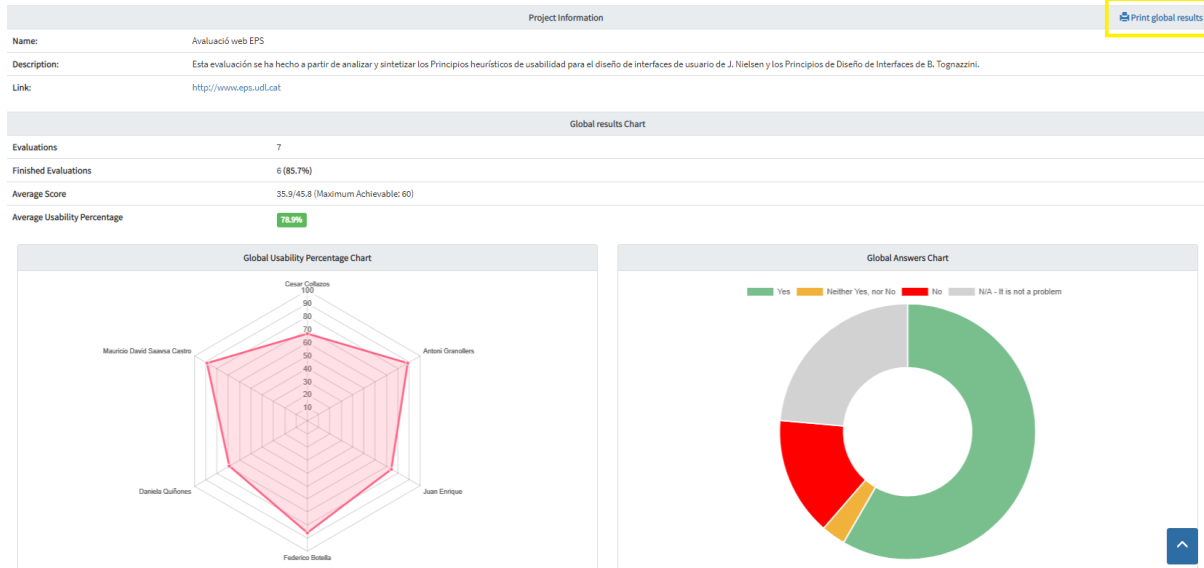 Project Information
Print global results
Name: Avaluació web EPS
Description: Esta evaluación se ha hecho a partir de analizar y sintetizar los Principios heurísticos de usabilidad para el diseño de interfaces de usuario de J. Nielsen y los Principios de Diseño de Interfaces de B. Tognazzini.
Link: http://www.eps.udl.cat
Global results Chart
Evaluations 7
Finished Evaluations 6 (85.7%)
Average Score 35.9/45.8 (Maximum Achievable: 60)
Average Usability Percentage 78.9%
Global Usability Percentage Chart
Cesar Collazos
100
90
80
70
60
50
40
30
20
10
Mauricio David Saawsa Castro
Antoni Granollers
Daniela Quiñones
Juan Enrique
Federico Botella
Global Answers Chart
Yes Neither Yes, nor No No N/A - It is not a problem